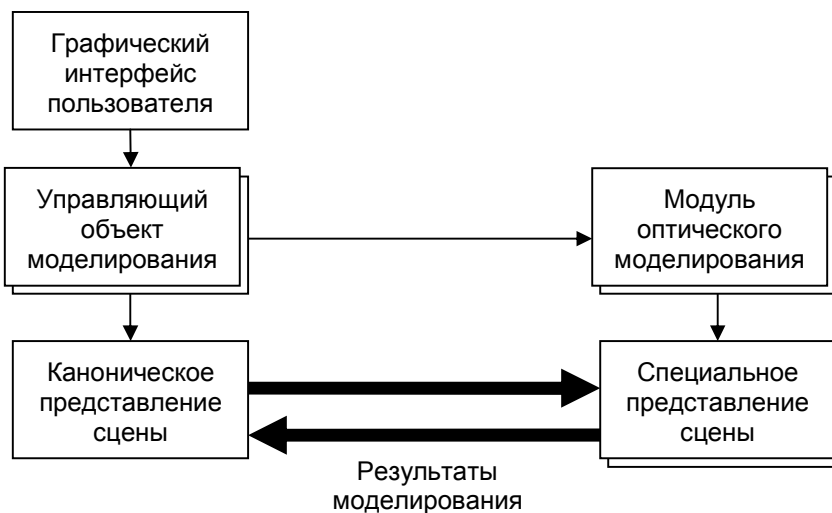 Графический
интерфейс
пользователя
Управляющий
объект
моделирования
Модуль
оптического
моделирования
Каноническое
представление
сцены
Специальное
представление
сцены
Результаты
моделирования